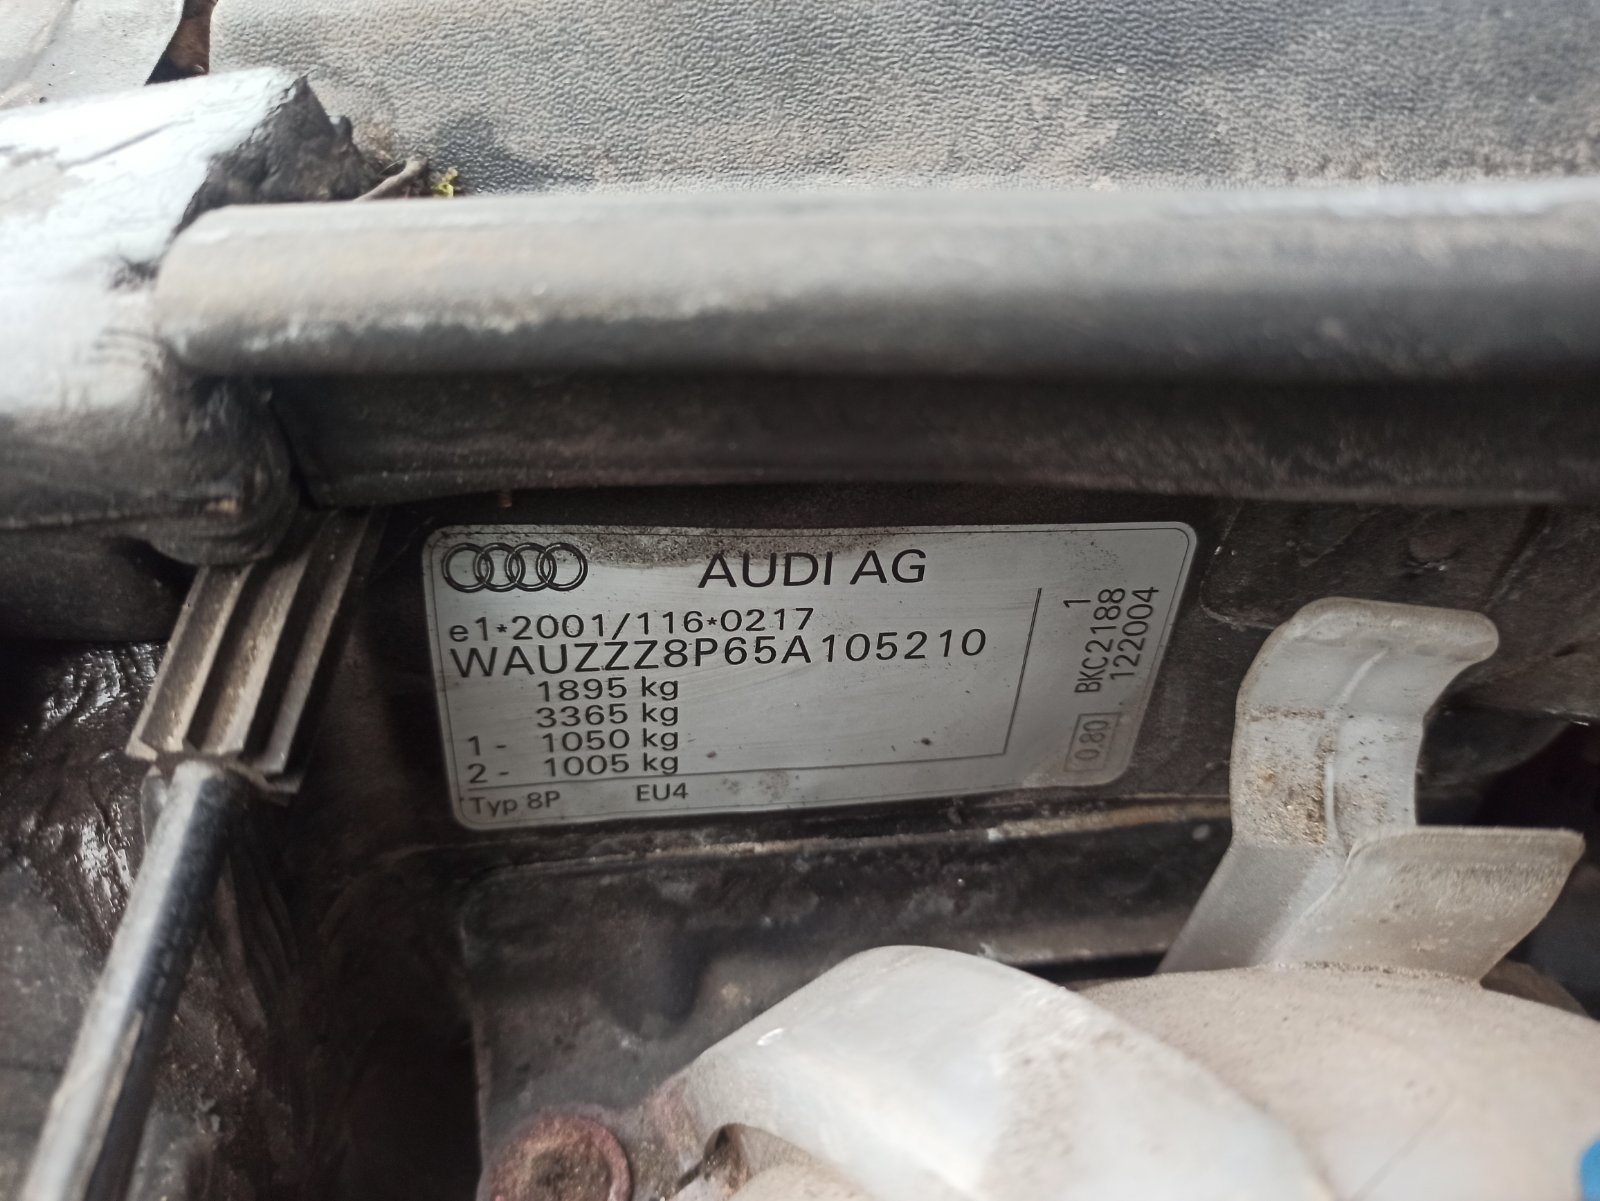 AUDI AG
e1*2001/116*0217
WAUZZZ8P65A105210
1895 kg
3365 kg
1 - 1050 kg
2 - 1005 kg
Typ 8P EU4
1
BKC2188
122004
0.80